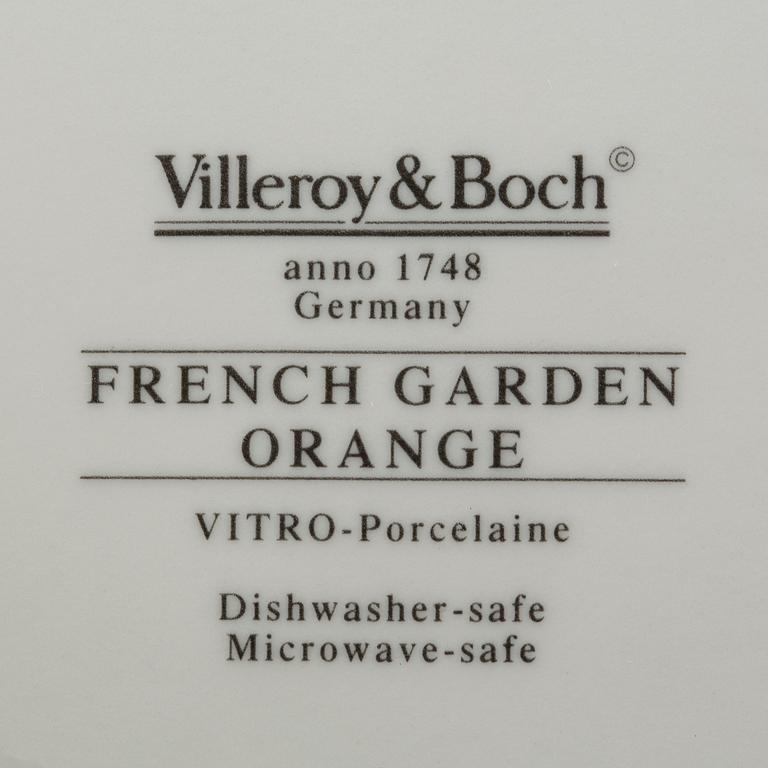 Villeroy & Boch©
anno 1748
Germany
FRENCH GARDEN
ORANGE
VITRO-Porcelaine
Dishwasher-safe
Microwave-safe